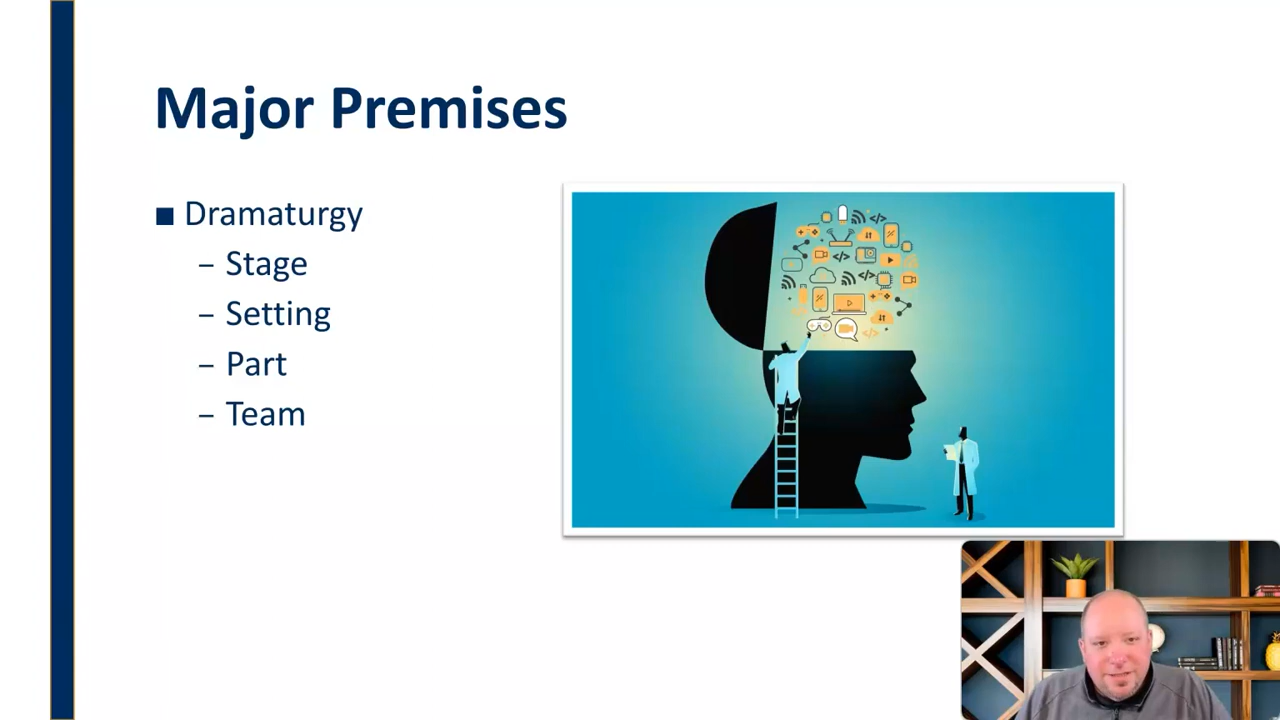 Major Premises
■ Dramaturgy
– Stage
– Setting
– Part
– Team